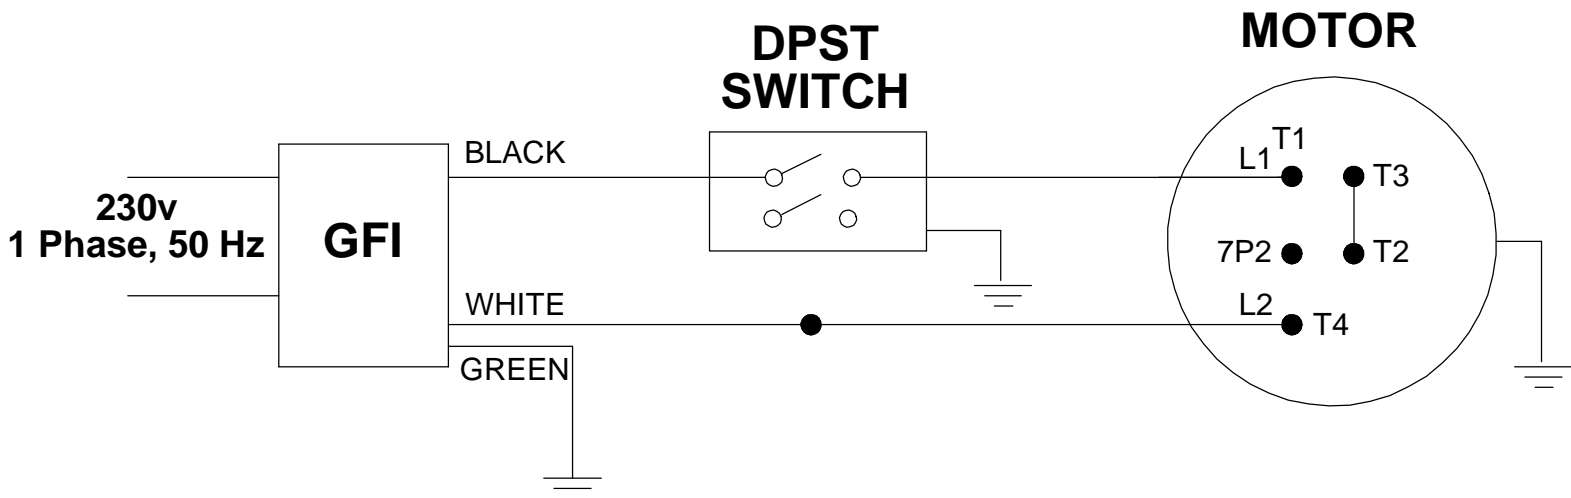 DPST
SWITCH
MOTOR
BLACK
230v
1 Phase, 50 Hz
GFI
WHITE
GREEN
T1
L1
T3
7P2
T2
L2
T4